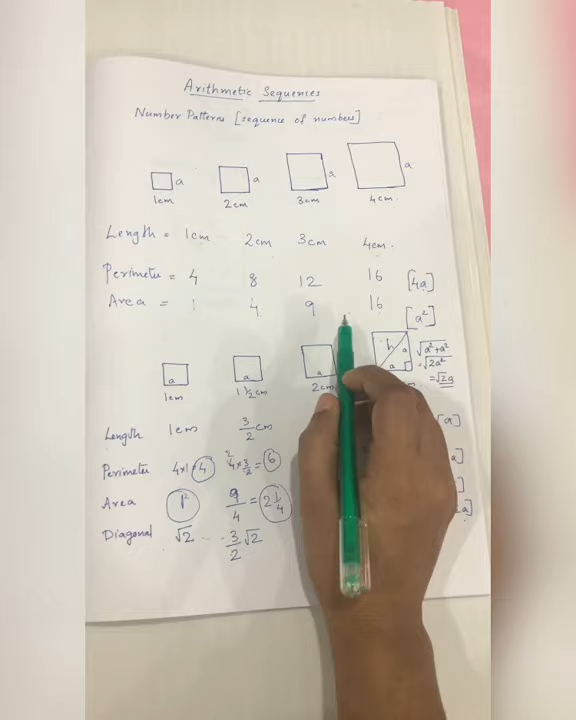 Arithmetic Sequences
Number Patterns [sequence of numbers]
a a a a
1cm 2cm 3cm 4cm.
Length = 1cm 2cm 3cm 4cm.
Perimeter = 4 8 12 16 [4a]
Area = 1 4 9 16 [a²]
a a a h a a √a²+a²
= √2a²
= √2a
1cm 1 1/2cm 2cm
Length 1cm 3/2 cm [a]
Perimeter 4×1=4 4×3/2 = 6 a]
Area 1² 9/4 = 2 1/4 ]
Diagonal √2 3/2 √2 a]